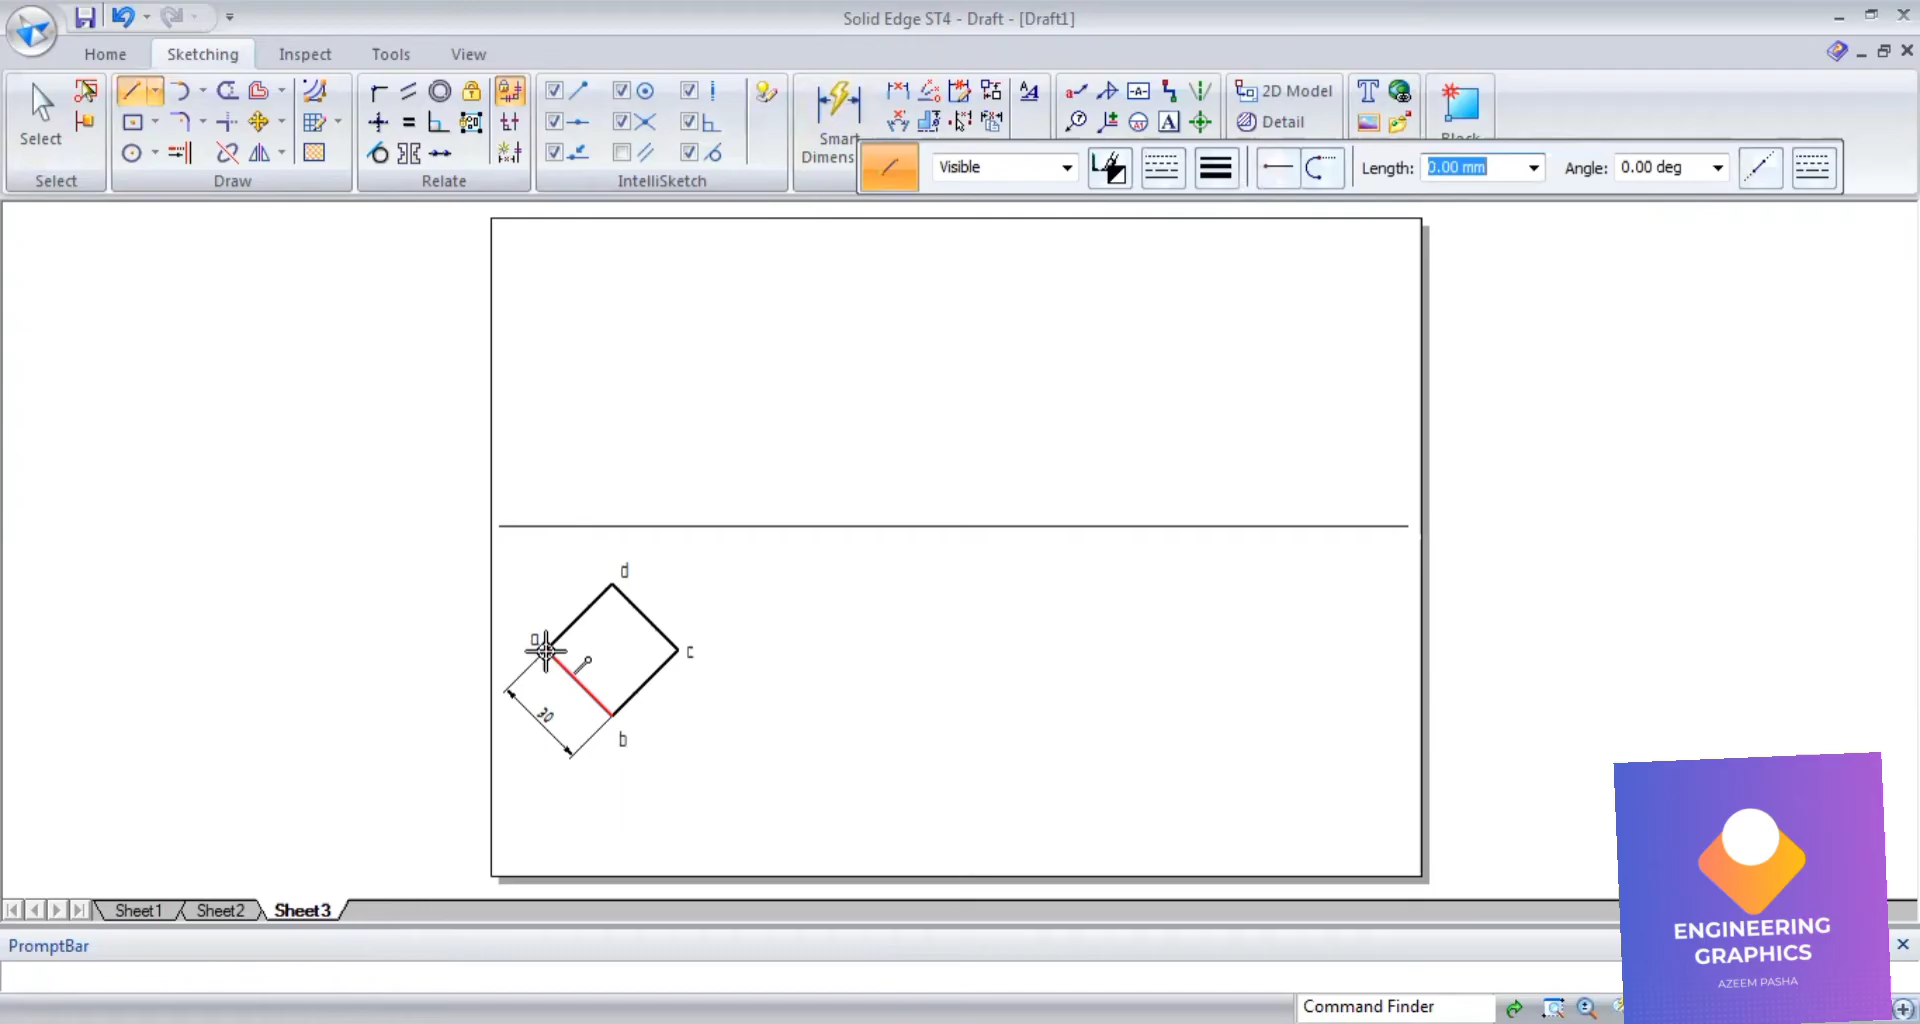 Solid Edge ST4 - Draft - [Draft1]
Home Sketching Inspect Tools View
2D Model
Select
Smart
Detail
Block
Dimens
Visible
Length: 0.00 mm
Angle: 0.00 deg
Select Draw Relate IntelliSketch
d
a
c
30
b
Sheet1 Sheet2 Sheet3
PromptBar
Command Finder
ENGINEERING
GRAPHICS
AZEEM PASHA